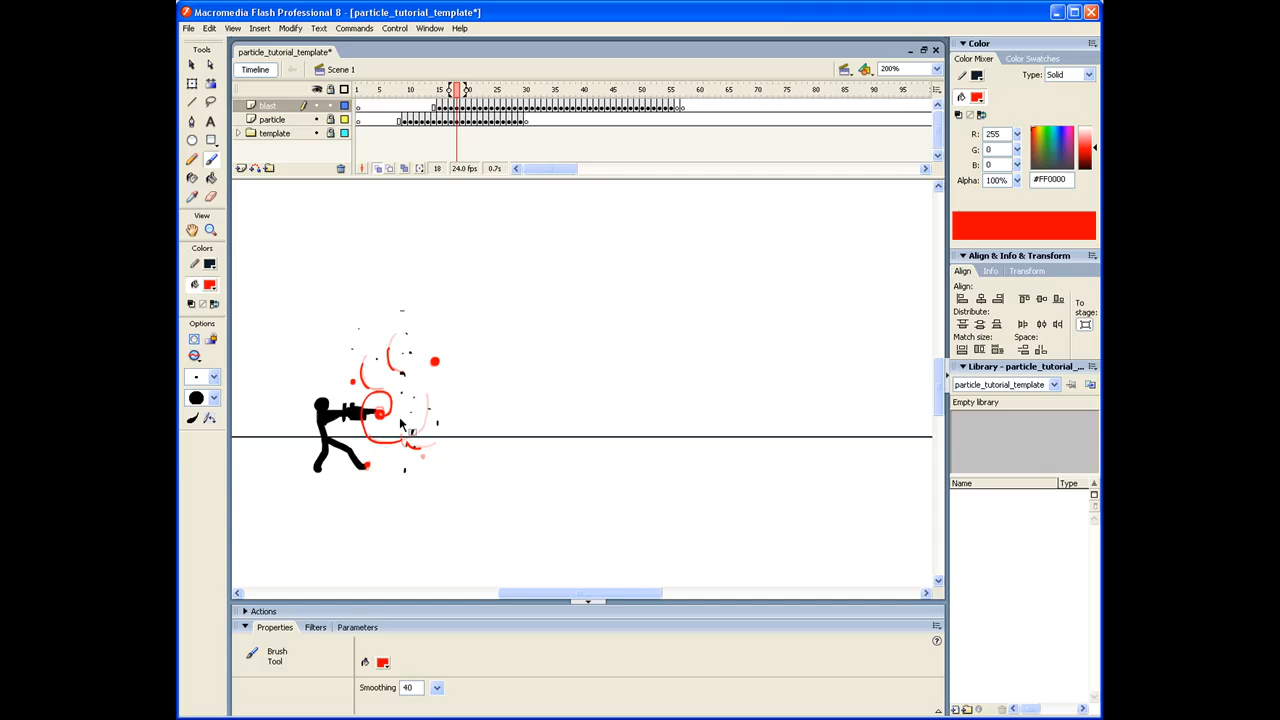 Macromedia Flash Professional 8 - [particle_tutorial_template*]
File Edit View Insert Modify Text Commands Control Window Help
Tools
View
Colors
Options
particle_tutorial_template*
Timeline
Scene 1
200%
1 5 10 15 20 25 30 35 40 45 50 55 60 65 70 75 80 85 90 95
blast
particle
template
18 24.0 fps 0.7s
Actions
Properties Filters Parameters
Brush
Tool
Smoothing 40
Color
Color Mixer Color Swatches
Type: Solid
R: 255
G: 0
B: 0
Alpha: 100%
#FF0000
Align & Info & Transform
Align Info Transform
Align:
Distribute:
Match size: Space:
To
stage:
Library - particle_tutorial_te...
particle_tutorial_template
Empty library
Name Type